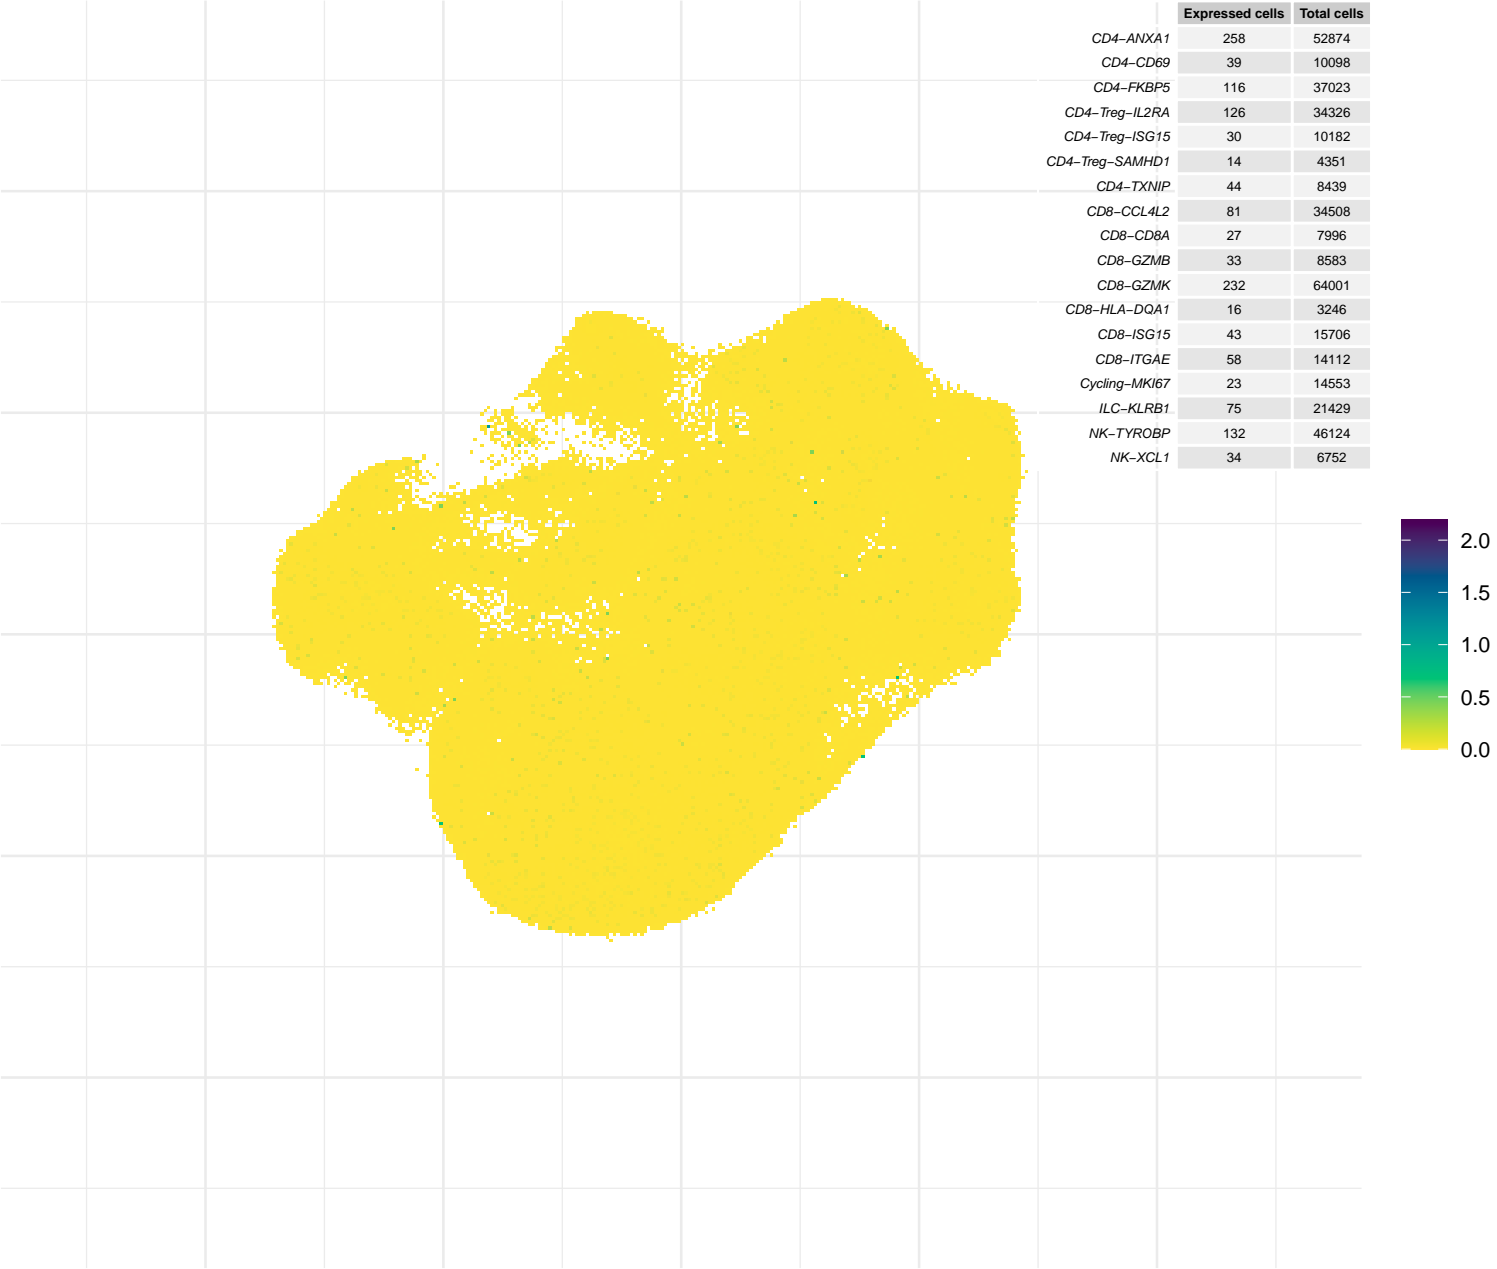 Expressed cells Total cells
CD4−ANXA1 258 52874
CD4−CD69 39 10098
CD4−FKBP5 116 37023
CD4−Treg−IL2RA 126 34326
CD4−Treg−ISG15 30 10182
CD4−Treg−SAMHD1 14 4351
CD4−TXNIP 44 8439
CD8−CCL4L2 81 34508
CD8−CD8A 27 7996
CD8−GZMB 33 8583
CD8−GZMK 232 64001
CD8−HLA−DQA1 16 3246
CD8−ISG15 43 15706
CD8−ITGAE 58 14112
Cycling−MKI67 23 14553
ILC−KLRB1 75 21429
NK−TYROBP 132 46124
NK−XCL1 34 6752
2.0
1.5
1.0
0.5
0.0